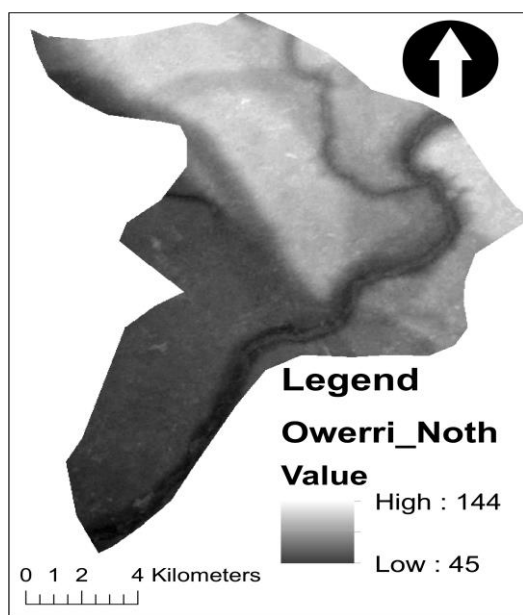 Legend
Owerri_Noth
Value
High : 144
Low : 45
0 1 2 4 Kilometers